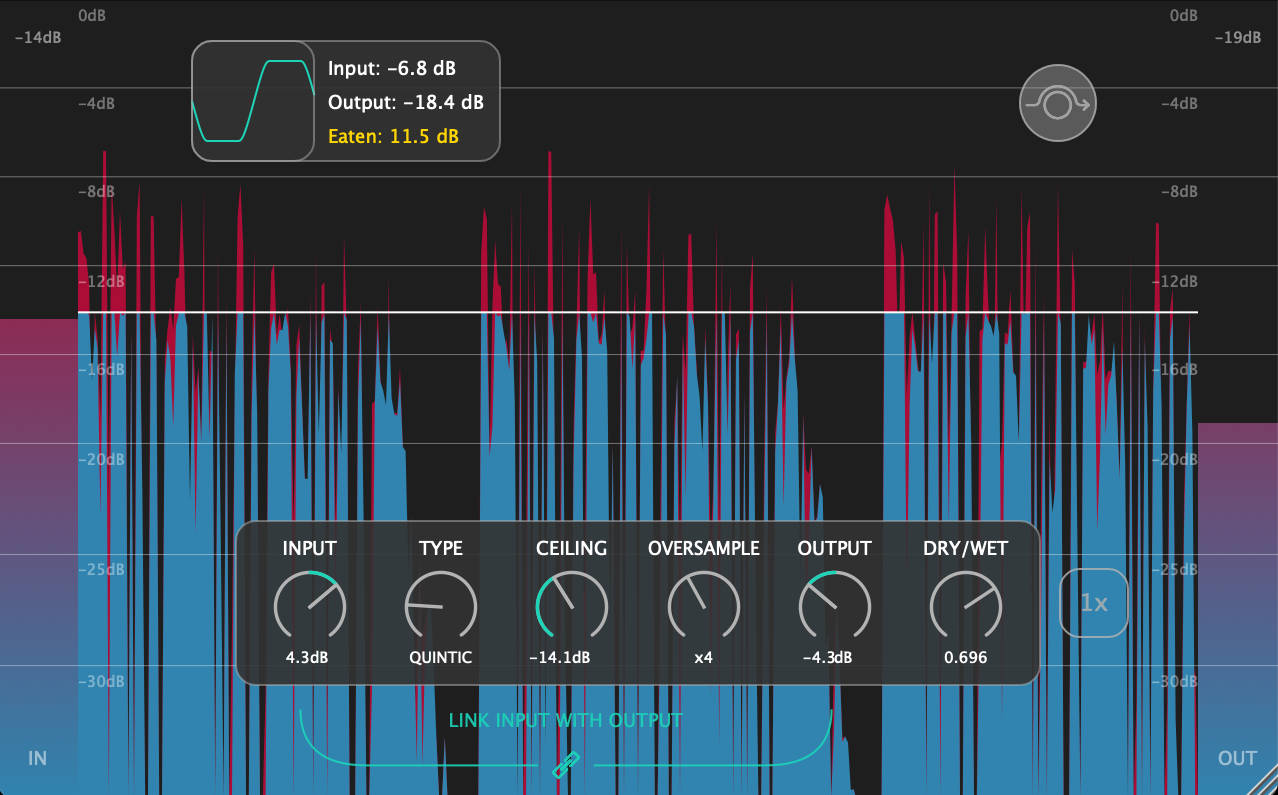 0dB
0dB
-14dB
-19dB
Input: -6.8 dB
-4dB
Output: -18.4 dB
-4dB
Eaten: 11.5 dB
-8dB
-8dB
-12dB
-12dB
-16dB
-16dB
-20dB
-20dB
INPUT TYPE CEILING OVERSAMPLE OUTPUT DRY/WET
-25dB
-25dB
1x
4.3dB QUINTIC -14.1dB x4 -4.3dB 0.696
-30dB
-30dB
LINK INPUT WITH OUTPUT
IN
OUT